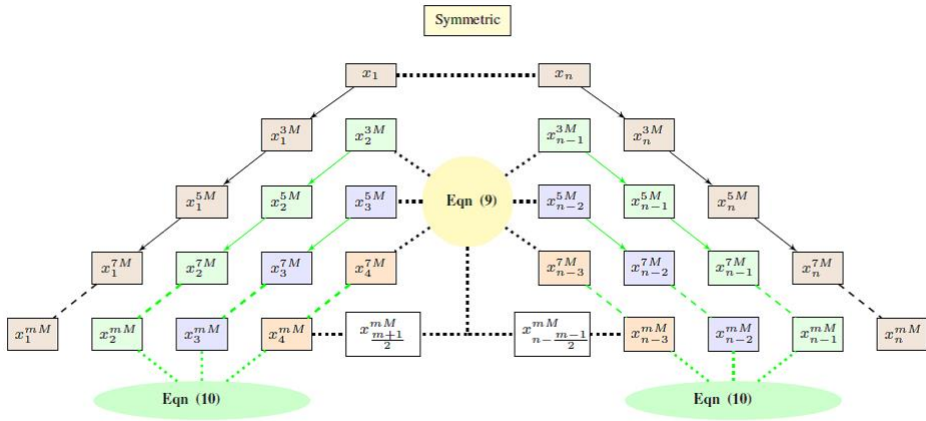 Symmetric
x_1 x_n
x_1^{3M} x_2^{3M} x_{n-1}^{3M} x_n^{3M}
x_1^{5M} x_2^{5M} x_3^{5M} Eqn (9) x_{n-2}^{5M} x_{n-1}^{5M} x_n^{5M}
x_1^{7M} x_2^{7M} x_3^{7M} x_4^{7M} x_{n-3}^{7M} x_{n-2}^{7M} x_{n-1}^{7M} x_n^{7M}
x_1^{mM} x_2^{mM} x_3^{mM} x_4^{mM} x_{\frac{m+1}{2}}^{mM} x_{n-\frac{m-1}{2}}^{mM} x_{n-3}^{mM} x_{n-2}^{mM} x_{n-1}^{mM} x_n^{mM}
Eqn (10) Eqn (10)